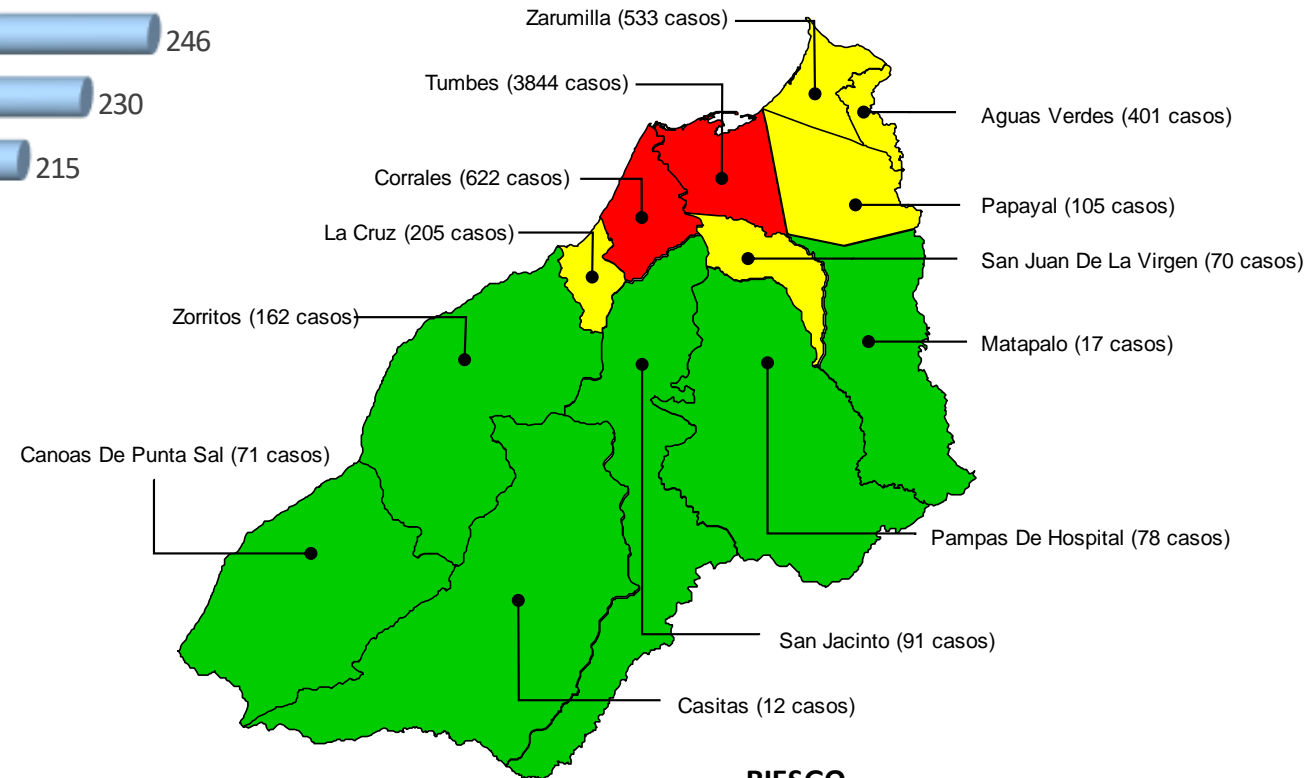 246
230
215
Zarumilla (533 casos)
Tumbes (3844 casos)
Aguas Verdes (401 casos)
Corrales (622 casos)
Papayal (105 casos)
La Cruz (205 casos)
San Juan De La Virgen (70 casos)
Zorritos (162 casos)
Matapalo (17 casos)
Canoas De Punta Sal (71 casos)
Pampas De Hospital (78 casos)
San Jacinto (91 casos)
Casitas (12 casos)
RIESGO